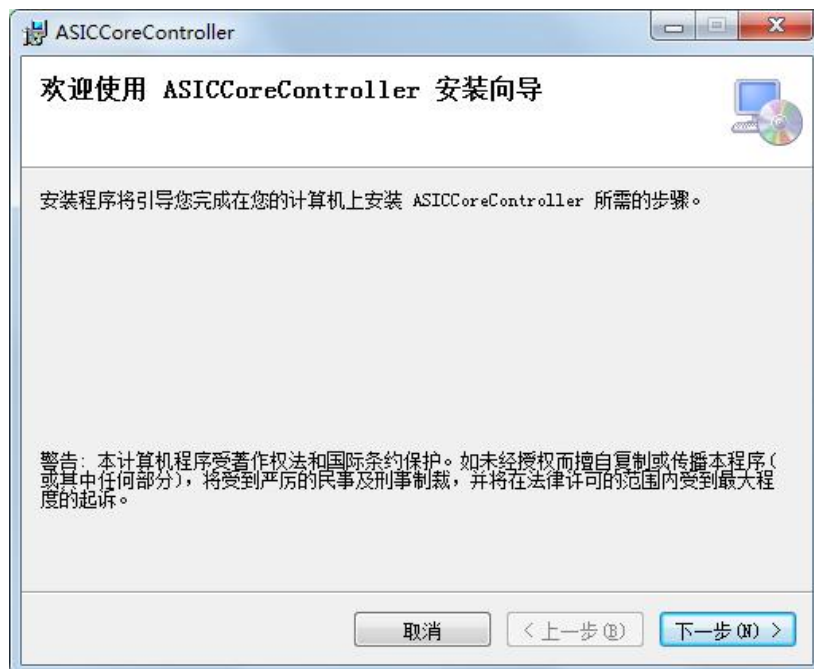 ASICCoreController
欢迎使用 ASICCoreController 安装向导
安装程序将引导您完成在您的计算机上安装 ASICCoreController 所需的步骤。
警告: 本计算机程序受著作权法和国际条约保护。如未经授权而擅自复制或传播本程序(
或其中任何部分)，将受到严厉的民事及刑事制裁，并将在法律许可的范围内受到最大程
度的起诉。
取消
< 上一步(B)
下一步(N) >